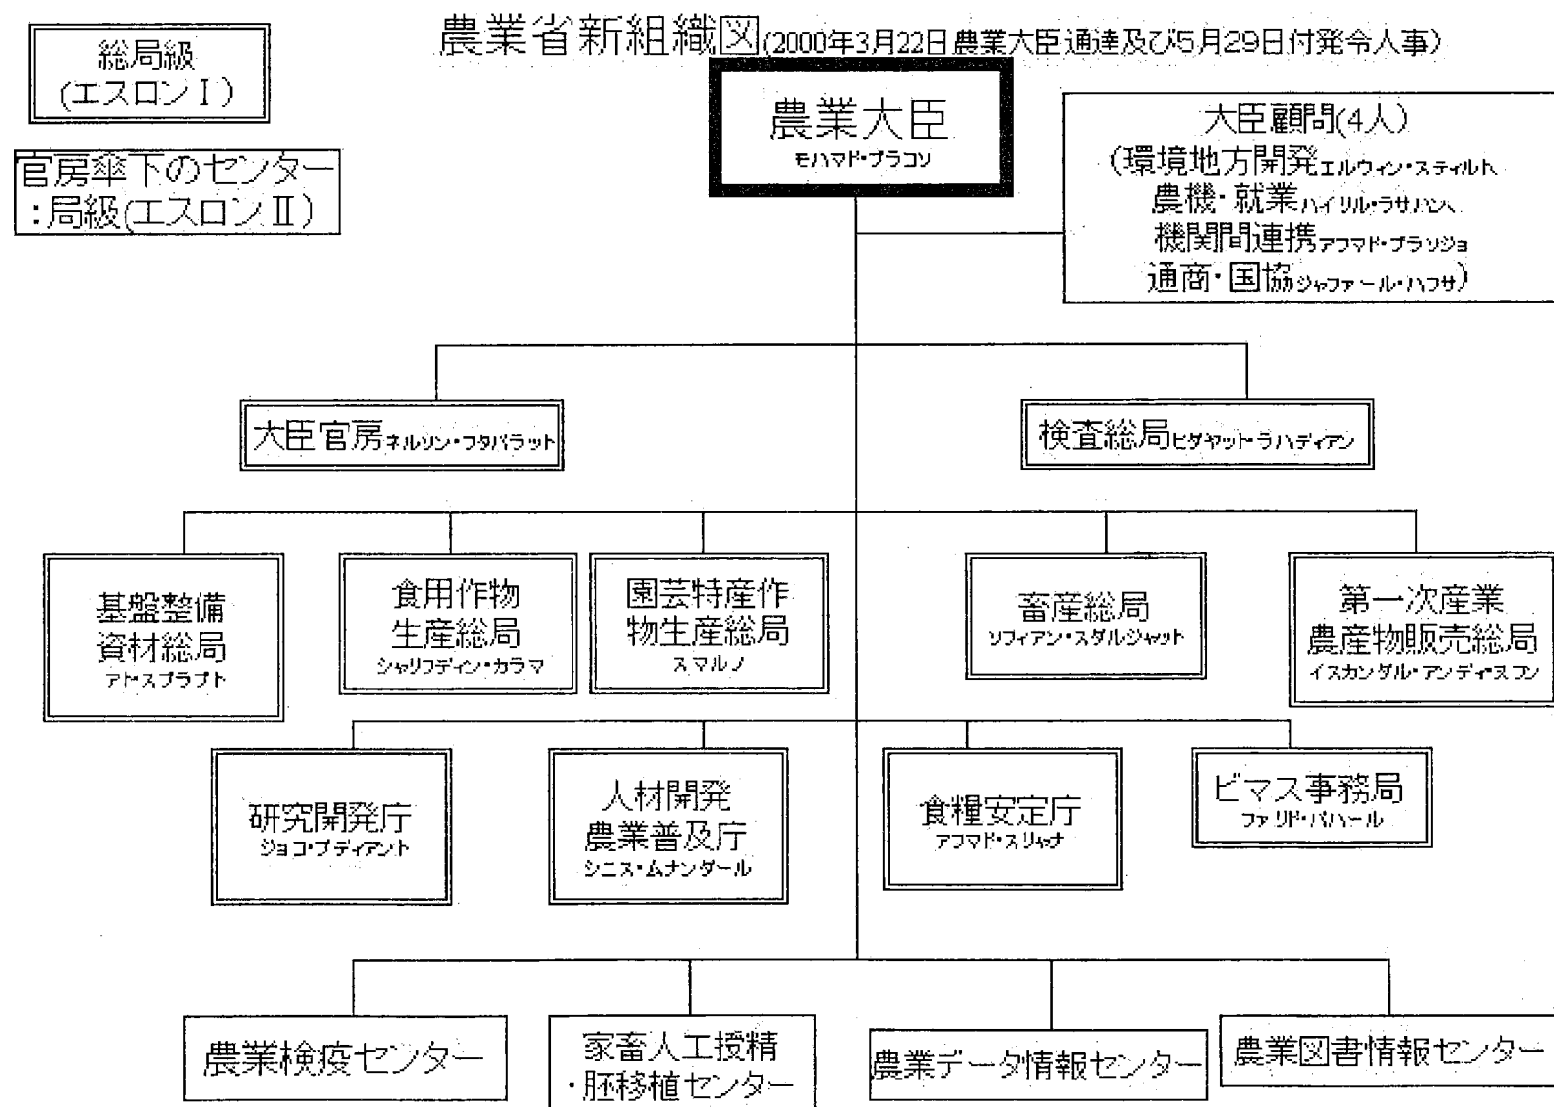 農業省新組織図(2000年3月22日農業大臣通達及び5月29日付発令人事)
総局級
(エスロンⅠ)
官房傘下のセンター
:局級(エスロンⅡ)
農業大臣
モハマド・プラコソ
大臣顧問(4人)
(環境地方開発エルウィン・スティルト、
農機・就業
機関間連携アフマド・プラソジョ
通商・国協ジャファール・ハフサ)
大臣官房ネルソン・フタバラット
検査総局ヒダヤット・ラハディアン
基盤整備
資材総局
アト・スプラプト
食用作物
生産総局
シャリフディン・カラマ
園芸特産作
物生産総局
スマルノ
畜産総局
ソフィアン・スダルジャット
第一次産業
農産物販売総局
イスカンダル・アンディ・ヌフン
研究開発庁
ジョコ・ブディアント
人材開発
農業普及庁
シニス・ムナンダール
食糧安定庁
アフマド・スリャナ
ビマス事務局
ファリド・バハール
農業検疫センター
家畜人工授精
・胚移植センター
農業データ情報センター
農業図書情報センター